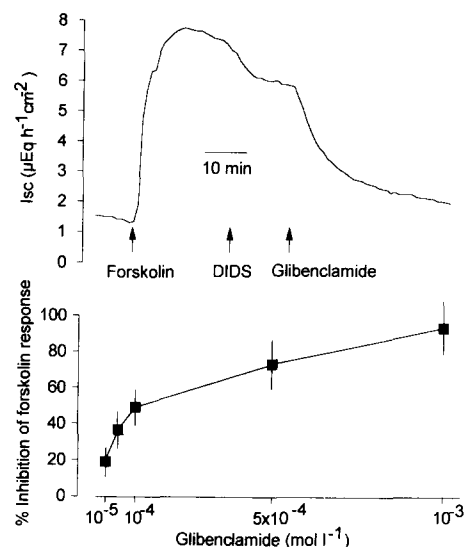 Isc (µEq h⁻¹cm⁻²)
8
7
6
5
4
3
2
1
0
10 min
Forskolin
DIDS
Glibenclamide
% Inhibition of forskolin response
100
80
60
40
20
0
10⁻⁵
10⁻⁴
5x10⁻⁴
10⁻³
Glibenclamide (mol l⁻¹)